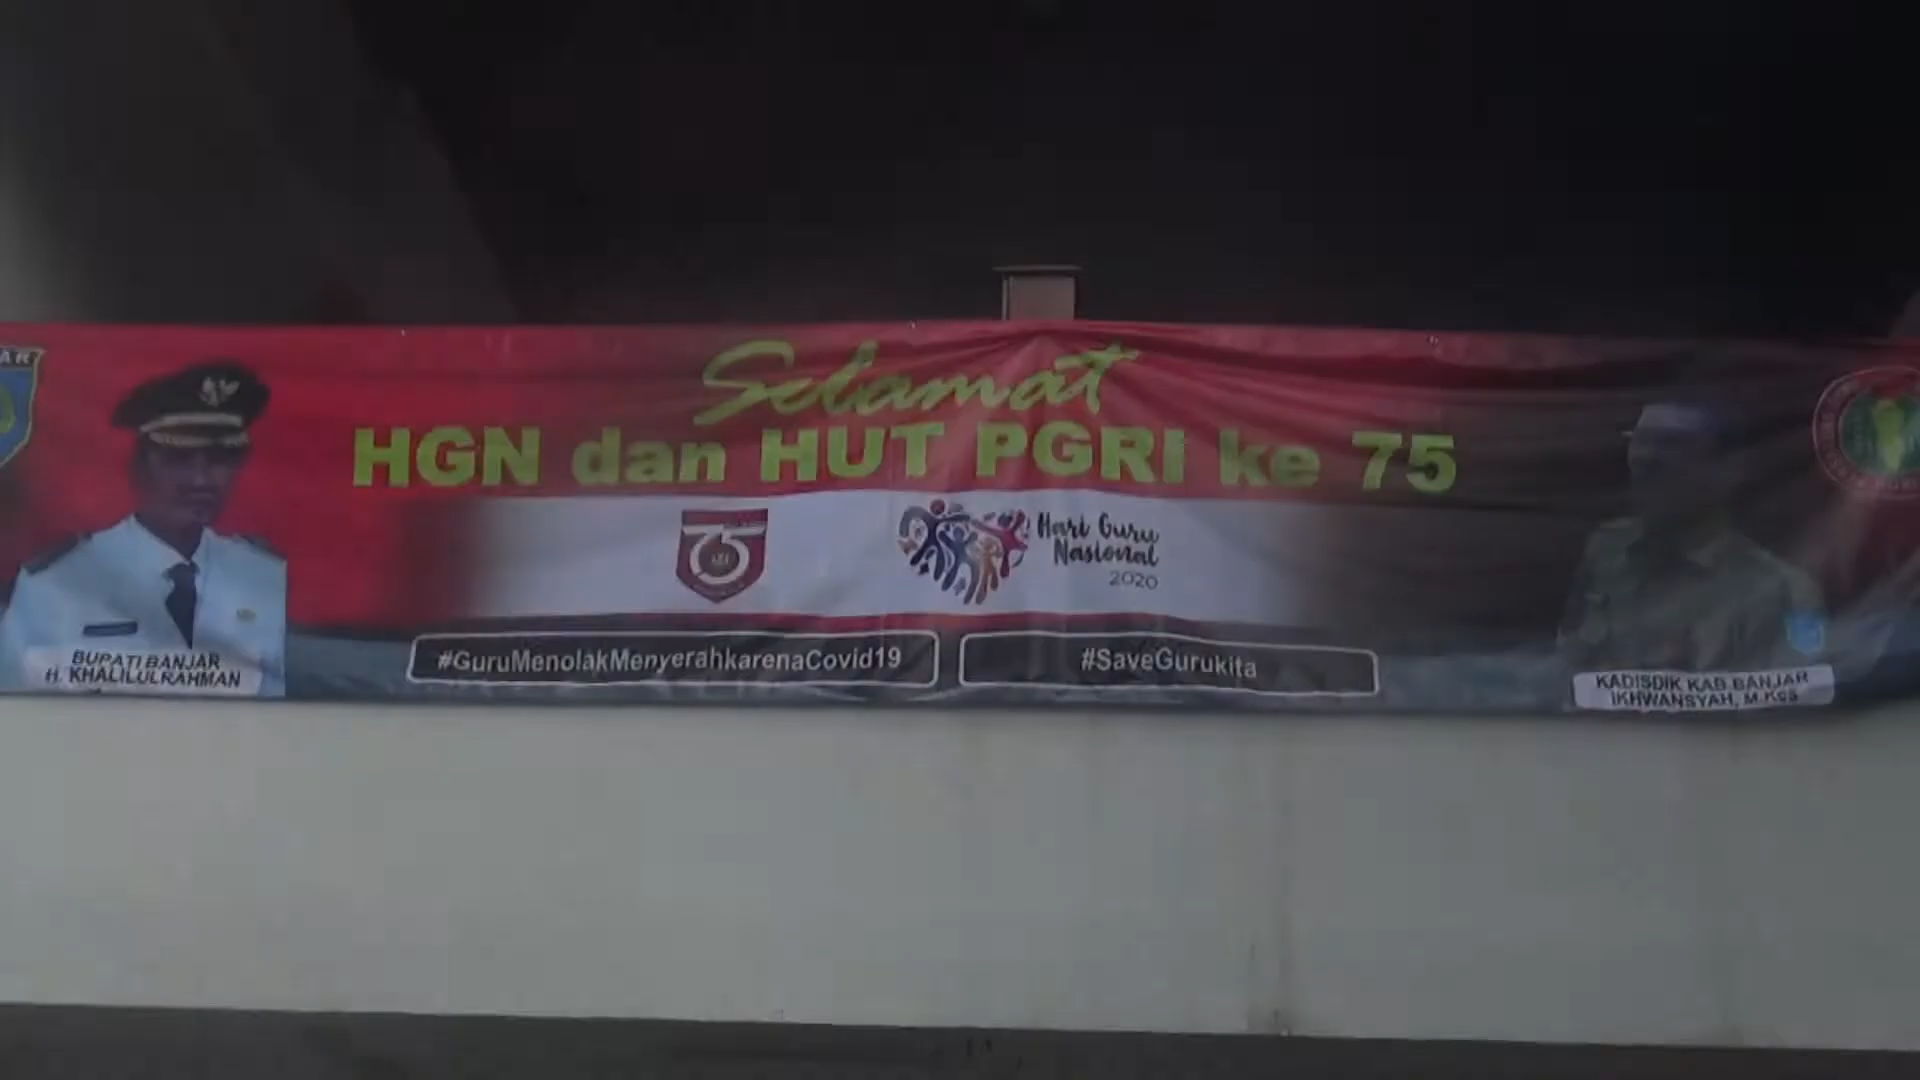 Selamat
HGN dan HUT PGRI ke 75
75
Hari Guru
Nasional
2020
#GuruMenolakMenyerahkarenaCovid19
#SaveGurukita
BUPATI BANJAR
H. KHALILULRAHMAN
KADISDIK KAB BANJAR
IKHWANSYAH, M.Kes